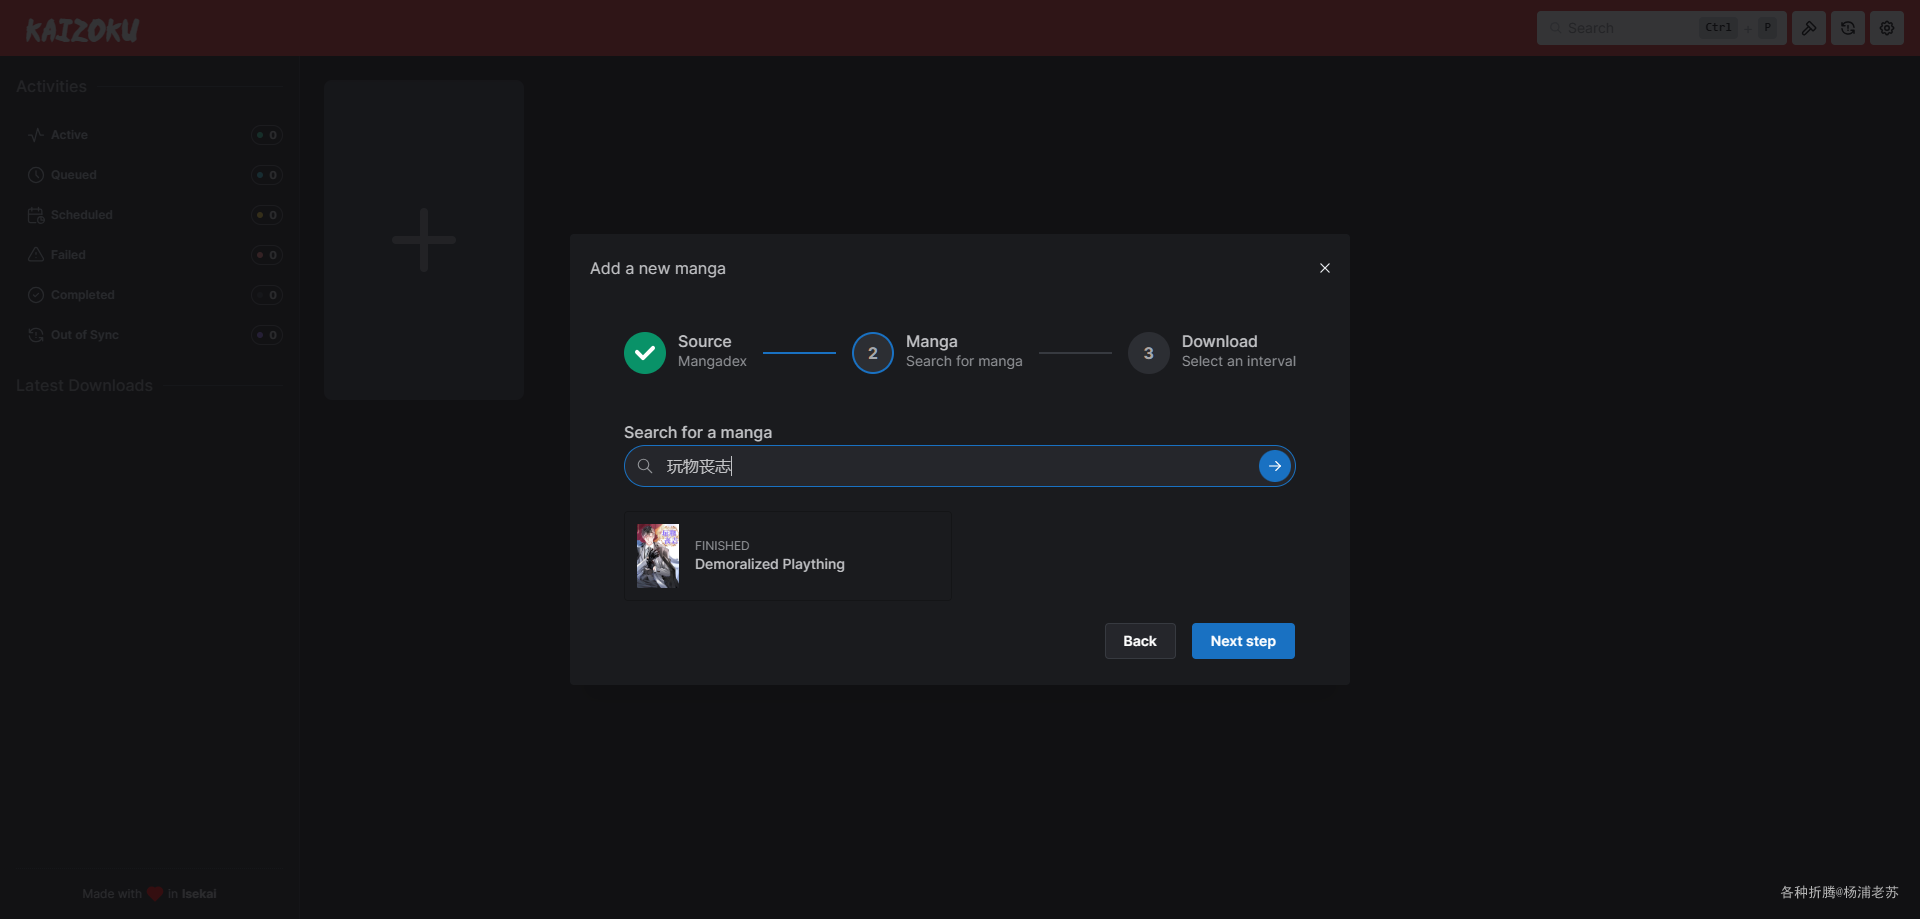 KAIZOKU
Search Ctrl + P
Activities
Active 0
Queued 0
Scheduled 0
Failed 0
Completed 0
Out of Sync 0
Latest Downloads
Add a new manga
Source
Mangadex
2
Manga
Search for manga
3
Download
Select an interval
Search for a manga
玩物丧志
FINISHED
Demoralized Plaything
Back
Next step
Made with in Isekai
各种折腾@杨浦老苏